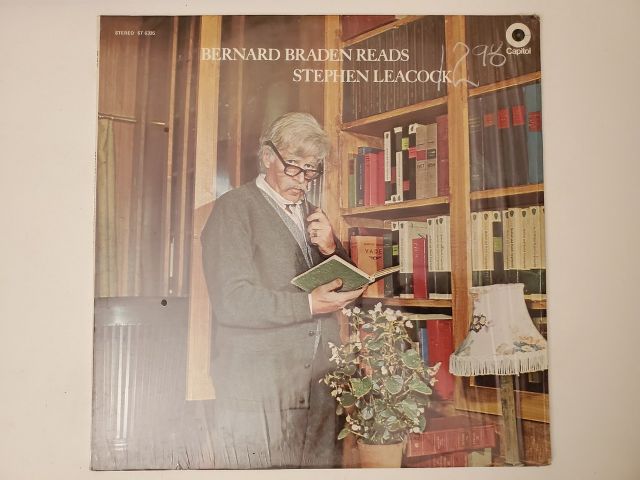 STEREO ST 6335
BERNARD BRADEN READS
STEPHEN LEACOCK
12 98
Capitol